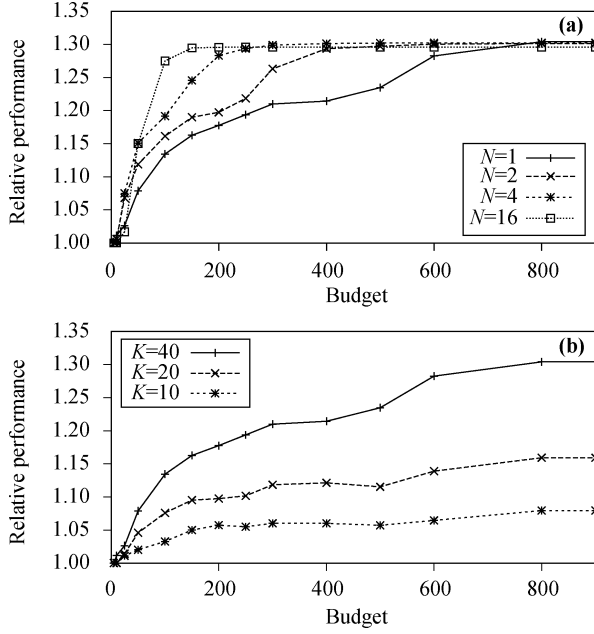 1.35
(a)
1.30
1.25
1.20
1.15
1.10
1.05
1.00
Relative performance
N=1
N=2
N=4
N=16
0 200 400 600 800
Budget
1.35
(b)
1.30
1.25
1.20
1.15
1.10
1.05
1.00
Relative performance
K=40
K=20
K=10
0 200 400 600 800
Budget